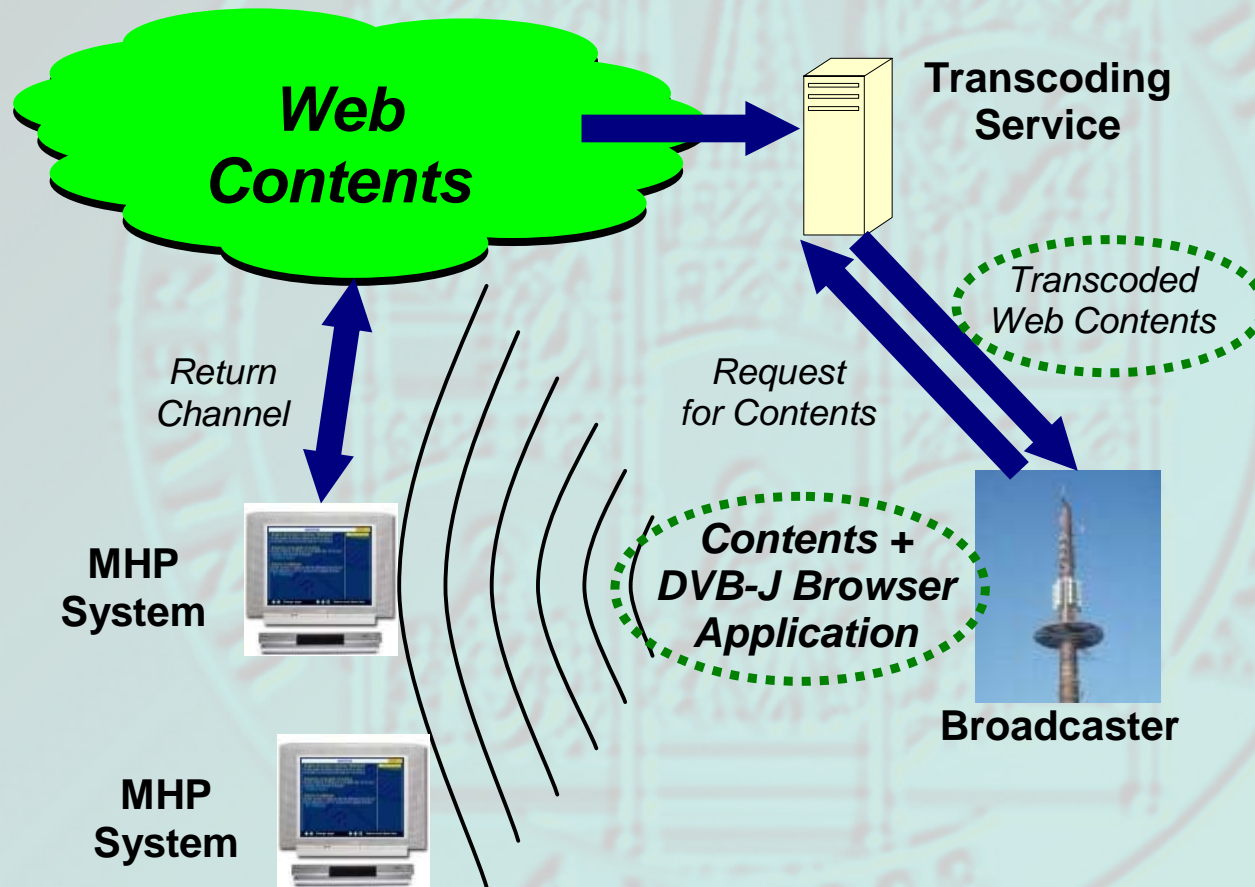 Web
Contents
Transcoding
Service
Transcoded
Web Contents
Return
Channel
Request
for Contents
MHP
System
Contents +
DVB-J Browser
Application
Broadcaster
MHP
System